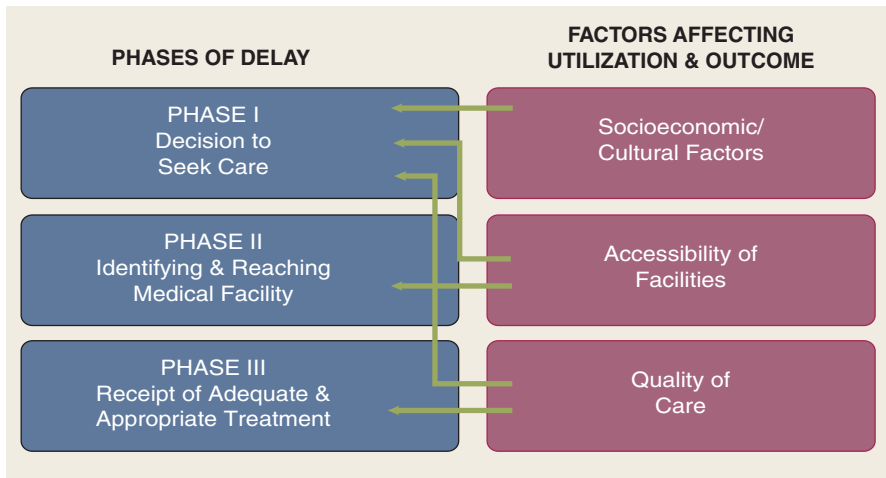 PHASES OF DELAY
FACTORS AFFECTING
UTILIZATION & OUTCOME
PHASE I
Decision to
Seek Care
Socioeconomic/
Cultural Factors
PHASE II
Identifying & Reaching
Medical Facility
Accessibility of
Facilities
PHASE III
Receipt of Adequate &
Appropriate Treatment
Quality of
Care